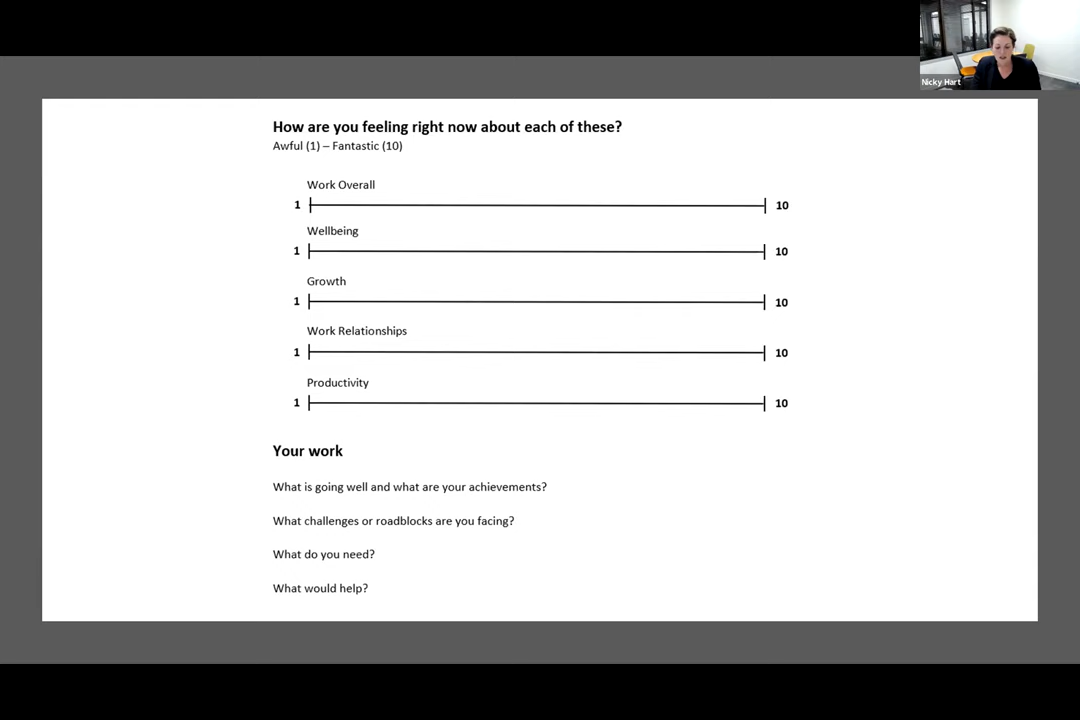 Nicky Hart
How are you feeling right now about each of these?
Awful (1) – Fantastic (10)
Work Overall
1 10
Wellbeing
1 10
Growth
1 10
Work Relationships
1 10
Productivity
1 10
Your work
What is going well and what are your achievements?
What challenges or roadblocks are you facing?
What do you need?
What would help?